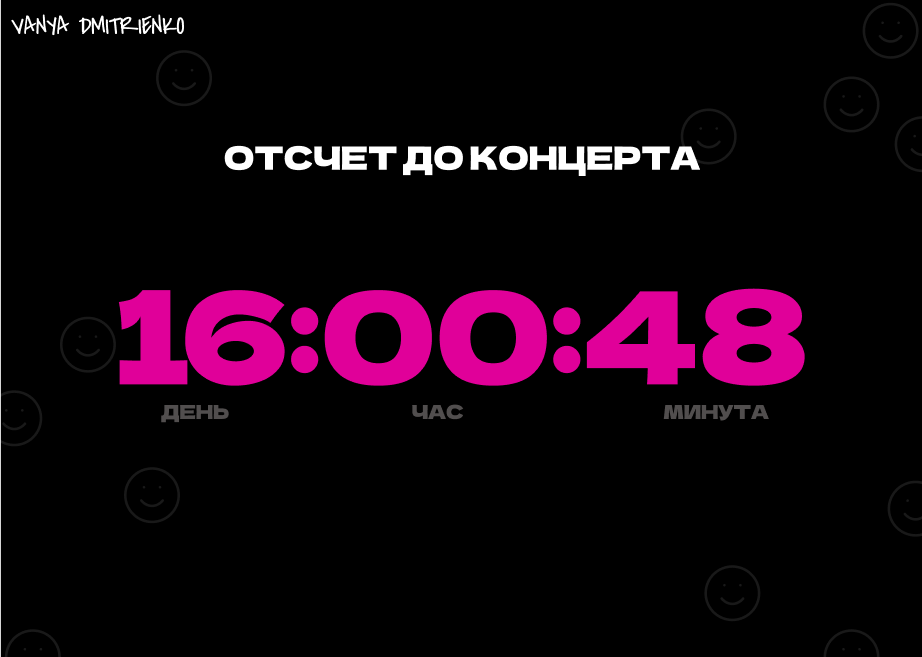 VANYA DMITRIENKO
ОТСЧЕТ ДО КОНЦЕРТА
16:00:48
ДЕНЬ ЧАС МИНУТА